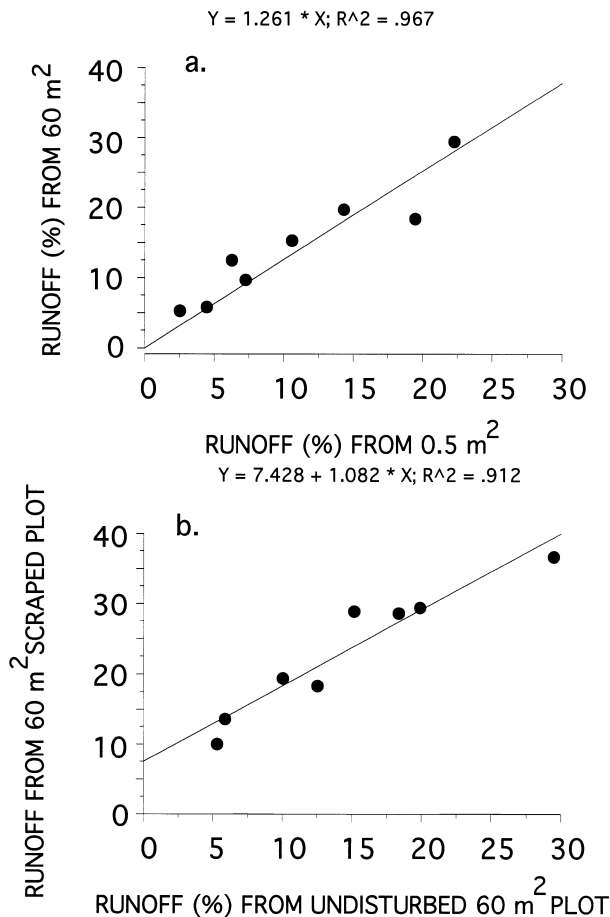 Y = 1.261 * X; R^2 = .967
a.
RUNOFF (%) FROM 60 m²
40
30
20
10
0
0 5 10 15 20 25 30
RUNOFF (%) FROM 0.5 m²
Y = 7.428 + 1.082 * X; R^2 = .912
b.
RUNOFF FROM 60 m² SCRAPED PLOT
40
30
20
10
0
0 5 10 15 20 25 30
RUNOFF (%) FROM UNDISTURBED 60 m² PLOT